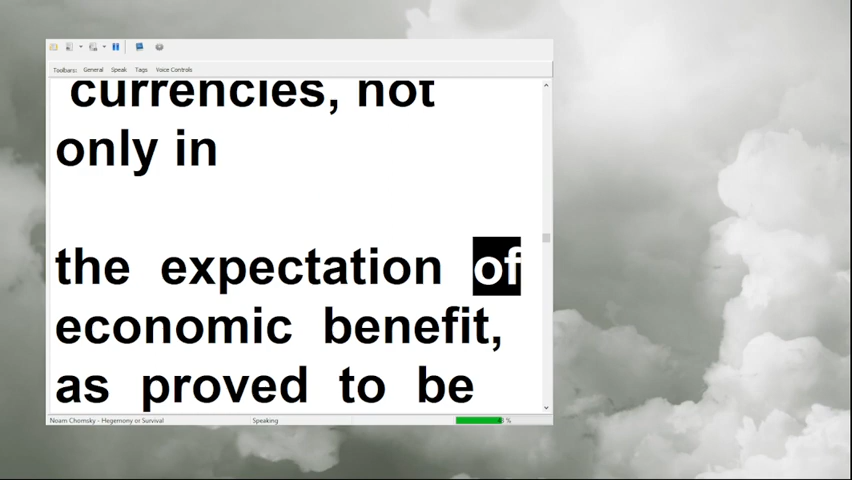 Toolbars: General Speak Tags Voice Controls
currencies, not
only in
the expectation of
economic benefit,
as proved to be
Noam Chomsky - Hegemony or Survival Speaking %